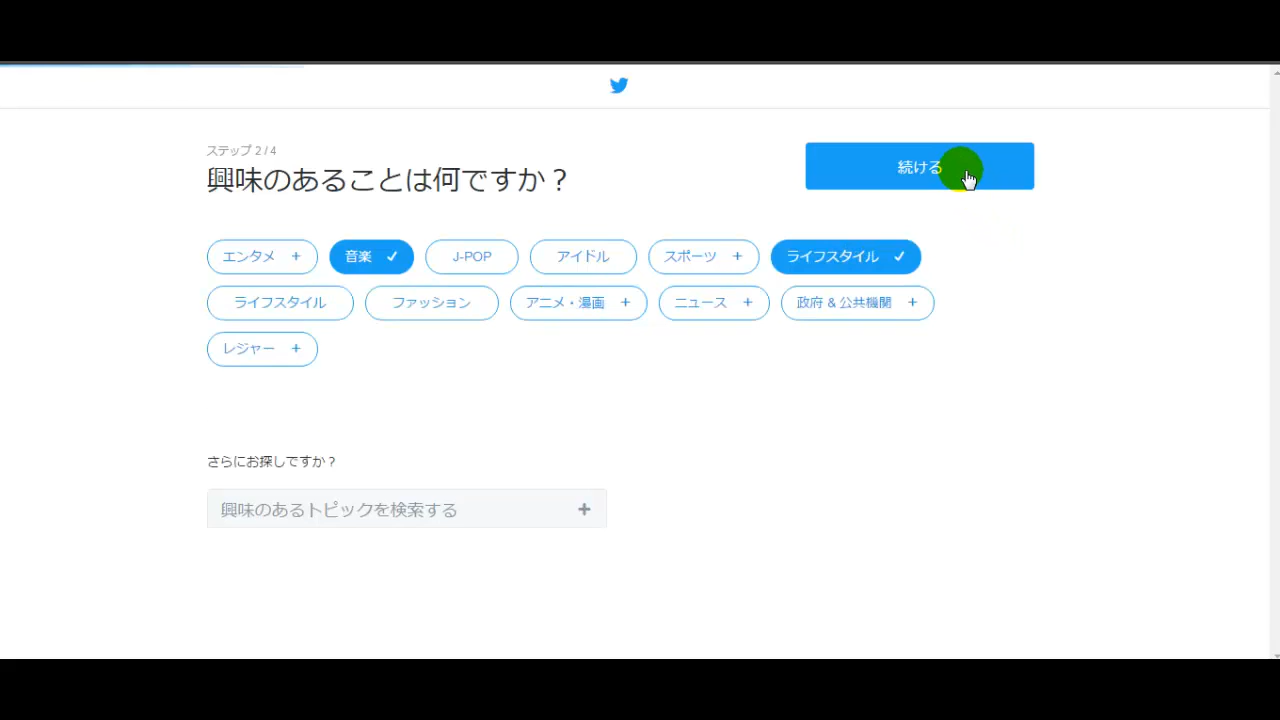 ステップ 2 / 4
興味のあることは何ですか？
続ける
エンタメ + 音楽 ✓ J-POP アイドル スポーツ + ライフスタイル ✓
ライフスタイル ファッション アニメ・漫画 + ニュース + 政府 & 公共機関 +
レジャー +
さらにお探しですか？
興味のあるトピックを検索する +